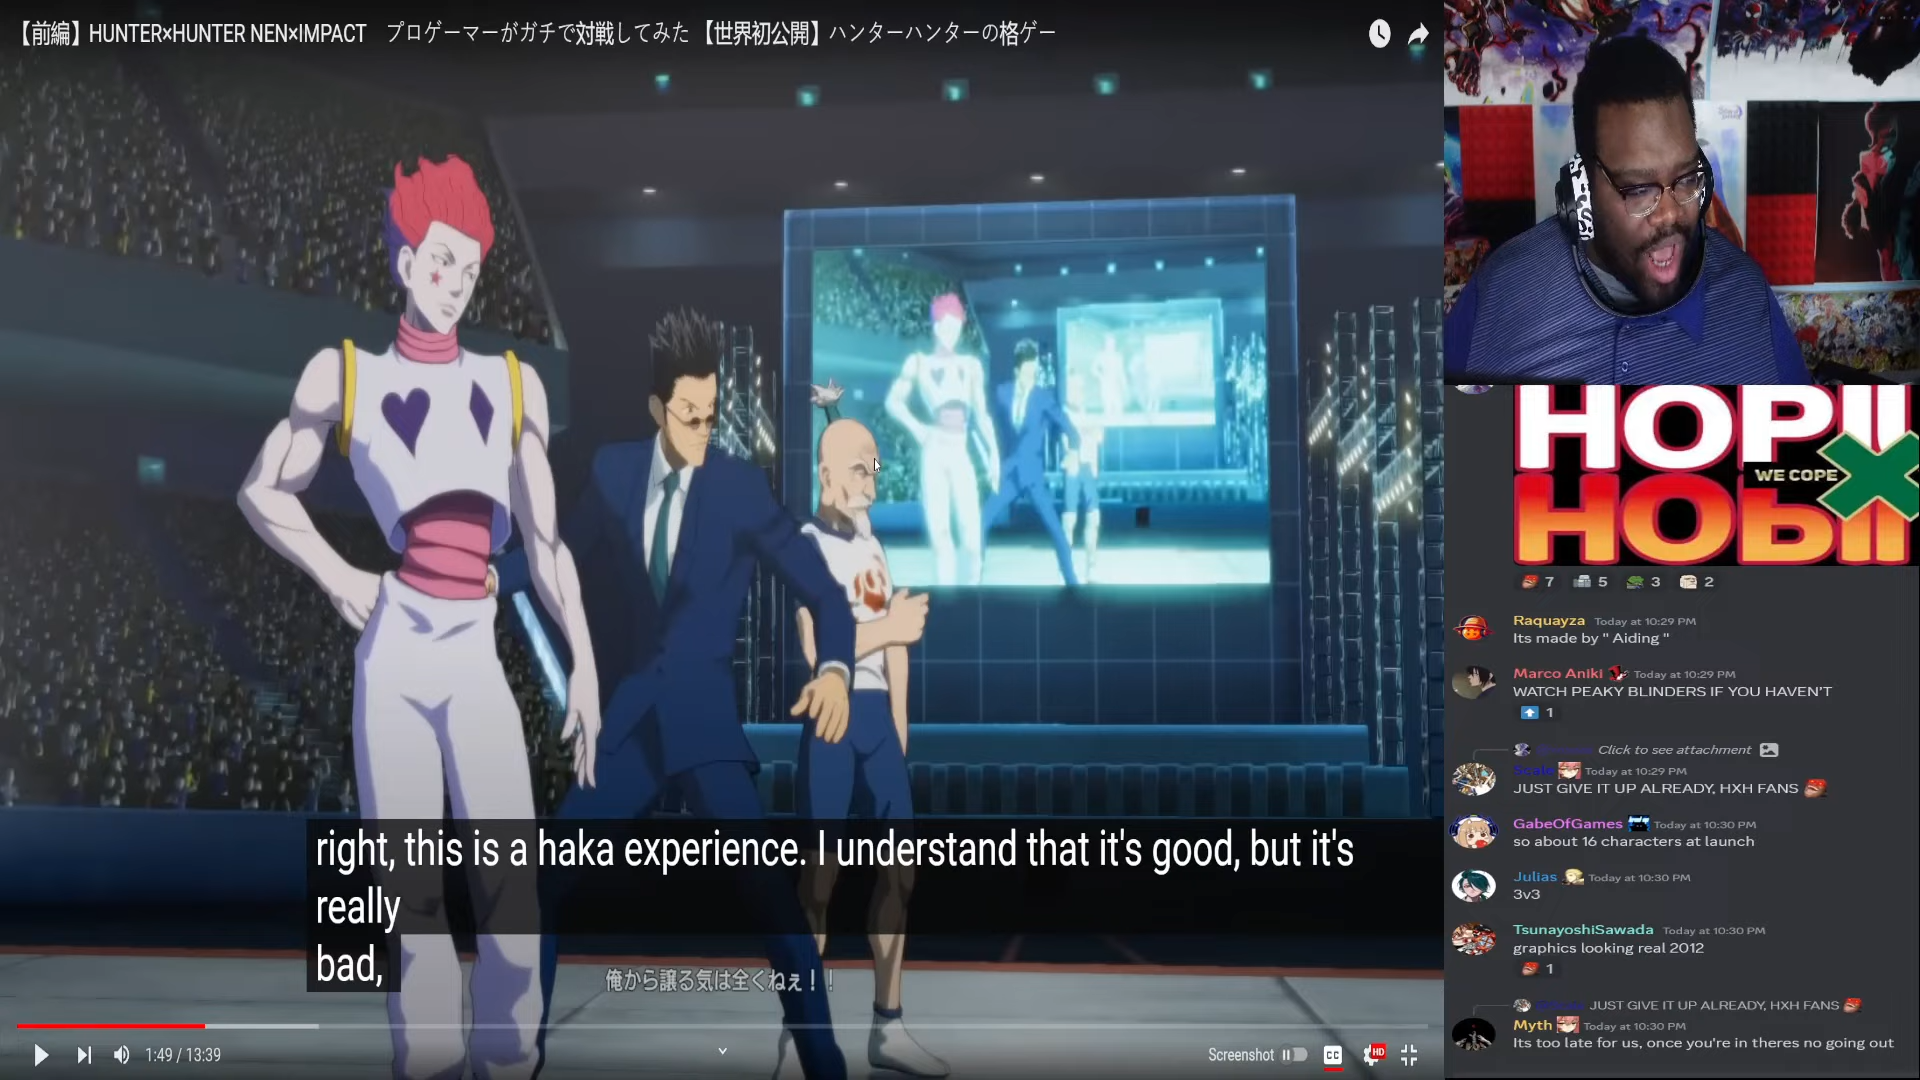 【前編】HUNTER×HUNTER NEN×IMPACT　プロゲーマーがガチで対戦してみた【世界初公開】ハンターハンターの格ゲー
right, this is a haka experience. I understand that it's good, but it's
really
bad,
俺から譲る気は全くねぇ！！
1:49 / 13:39
Screenshot
CC
HD
WE COPE
7 5 3 2
Raquayza Today at 10:29 PM
Its made by " Aiding "
Marco Aniki Today at 10:29 PM
WATCH PEAKY BLINDERS IF YOU HAVEN'T
1
Click to see attachment
Today at 10:29 PM
JUST GIVE IT UP ALREADY, HXH FANS
GabeOfGames Today at 10:30 PM
so about 16 characters at launch
Julias Today at 10:30 PM
3v3
TsunayoshiSawada Today at 10:30 PM
graphics looking real 2012
1
JUST GIVE IT UP ALREADY, HXH FANS
Myth Today at 10:30 PM
Its too late for us, once you're in theres no going out